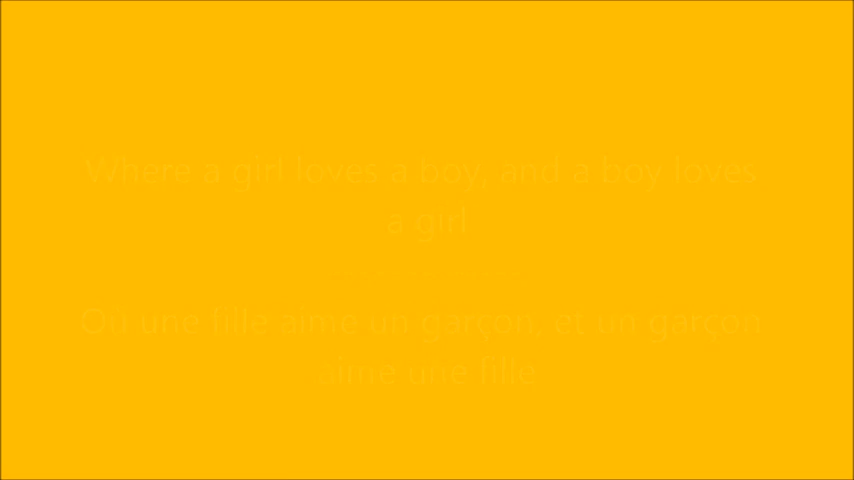 Where a girl loves a boy, and a boy loves
a girl
Où une fille aime un garçon, et un garçon
aime une fille